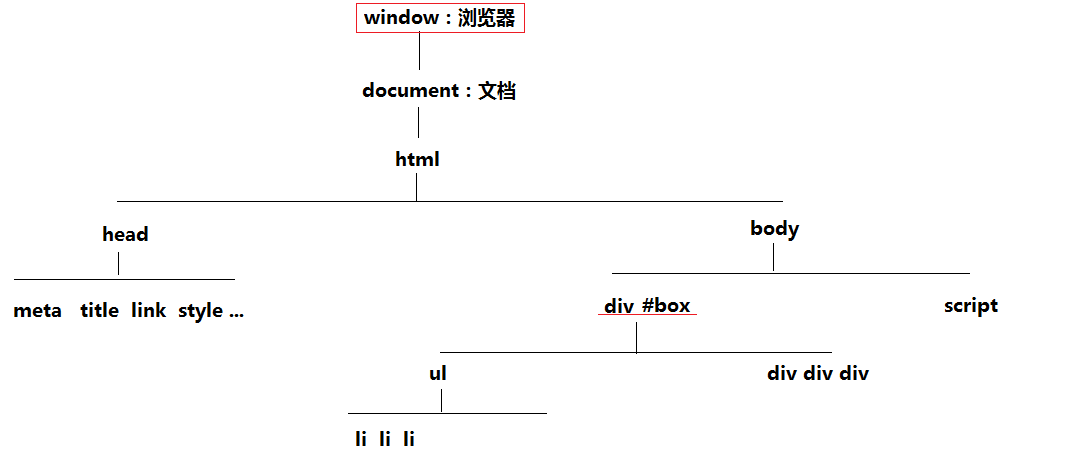 window：浏览器
document：文档
html
head
body
meta title link style ...
div #box
script
ul
div div div
li li li